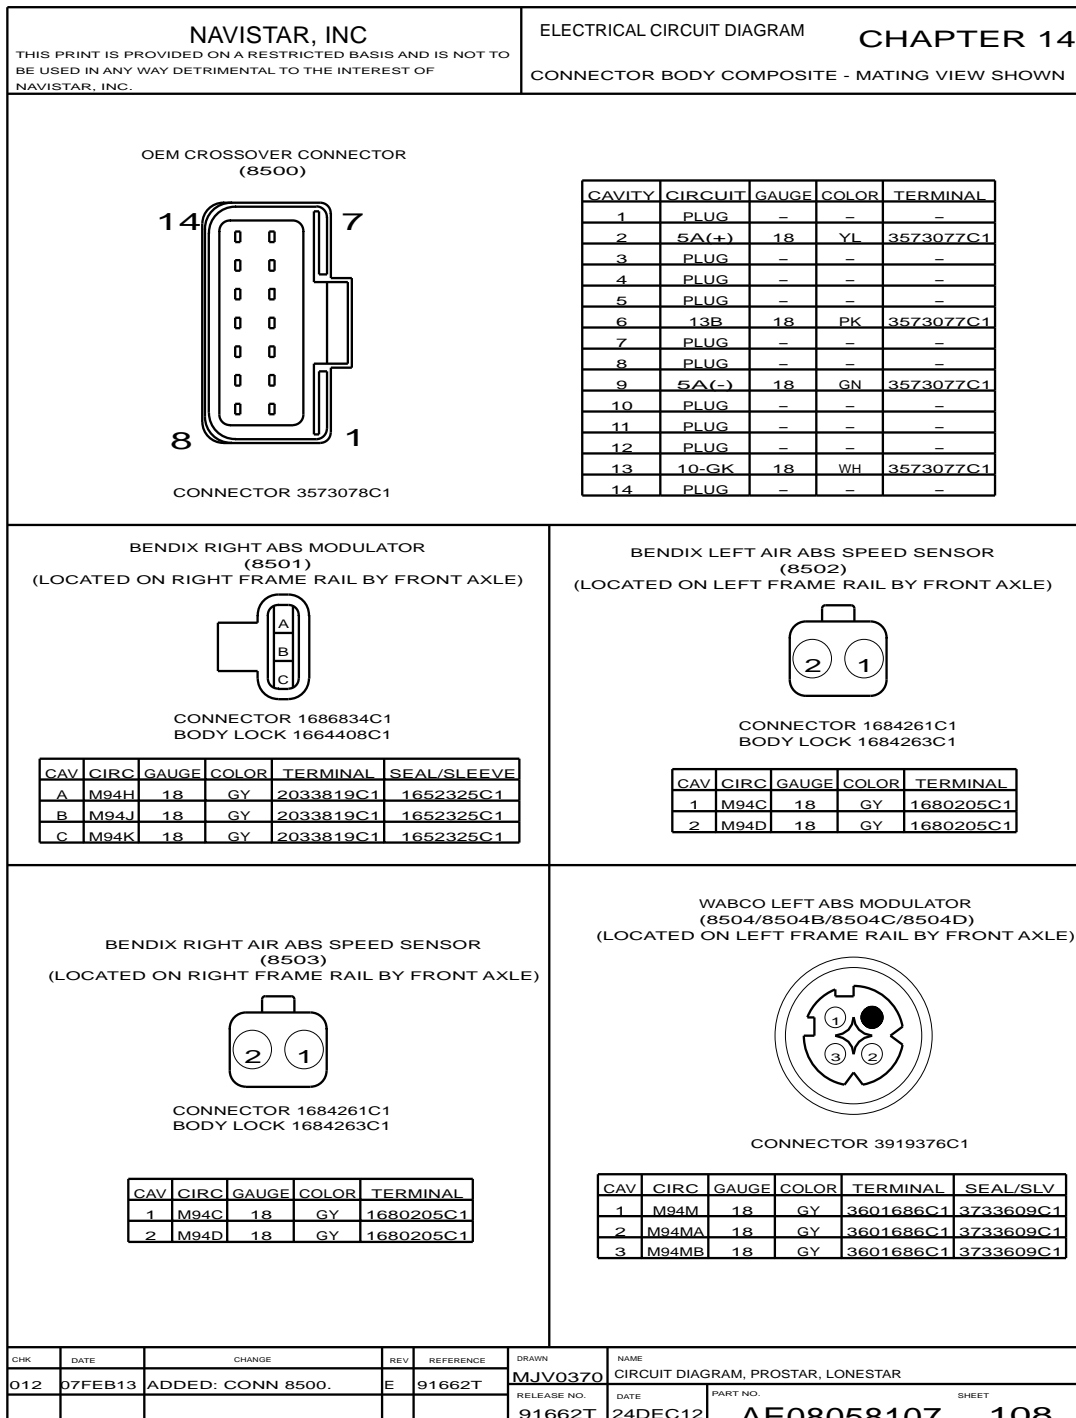 NAVISTAR, INC
THIS PRINT IS PROVIDED ON A RESTRICTED BASIS AND IS NOT TO
BE USED IN ANY WAY DETRIMENTAL TO THE INTEREST OF
NAVISTAR, INC.
ELECTRICAL CIRCUIT DIAGRAM
CHAPTER 14
CONNECTOR BODY COMPOSITE - MATING VIEW SHOWN
OEM CROSSOVER CONNECTOR
(8500)
14 7
8 1
CONNECTOR 3573078C1
CAVITY CIRCUIT GAUGE COLOR TERMINAL
1 PLUG – – –
2 5A(+) 18 YL 3573077C1
3 PLUG – – –
4 PLUG – – –
5 PLUG – – –
6 13B 18 PK 3573077C1
7 PLUG – – –
8 PLUG – – –
9 5A(-) 18 GN 3573077C1
10 PLUG – – –
11 PLUG – – –
12 PLUG – – –
13 10-GK 18 WH 3573077C1
14 PLUG – – –
BENDIX RIGHT ABS MODULATOR
(8501)
(LOCATED ON RIGHT FRAME RAIL BY FRONT AXLE)
A
B
C
CONNECTOR 1686834C1
BODY LOCK 1664408C1
CAV CIRC GAUGE COLOR TERMINAL SEAL/SLEEVE
A M94H 18 GY 2033819C1 1652325C1
B M94J 18 GY 2033819C1 1652325C1
C M94K 18 GY 2033819C1 1652325C1
BENDIX LEFT AIR ABS SPEED SENSOR
(8502)
(LOCATED ON LEFT FRAME RAIL BY FRONT AXLE)
2 1
CONNECTOR 1684261C1
BODY LOCK 1684263C1
CAV CIRC GAUGE COLOR TERMINAL
1 M94C 18 GY 1680205C1
2 M94D 18 GY 1680205C1
BENDIX RIGHT AIR ABS SPEED SENSOR
(8503)
(LOCATED ON RIGHT FRAME RAIL BY FRONT AXLE)
2 1
CONNECTOR 1684261C1
BODY LOCK 1684263C1
CAV CIRC GAUGE COLOR TERMINAL
1 M94C 18 GY 1680205C1
2 M94D 18 GY 1680205C1
WABCO LEFT ABS MODULATOR
(8504/8504B/8504C/8504D)
(LOCATED ON LEFT FRAME RAIL BY FRONT AXLE)
1
3 2
CONNECTOR 3919376C1
CAV CIRC GAUGE COLOR TERMINAL SEAL/SLV
1 M94M 18 GY 3601686C1 3733609C1
2 M94MA 18 GY 3601686C1 3733609C1
3 M94MB 18 GY 3601686C1 3733609C1
CHK DATE CHANGE REV REFERENCE
012 07FEB13 ADDED: CONN 8500. E 91662T
DRAWN
MJV0370
NAME
CIRCUIT DIAGRAM, PROSTAR, LONESTAR
RELEASE NO.
91662T
DATE
24DEC12
PART NO.
AE08058107
SHEET
108